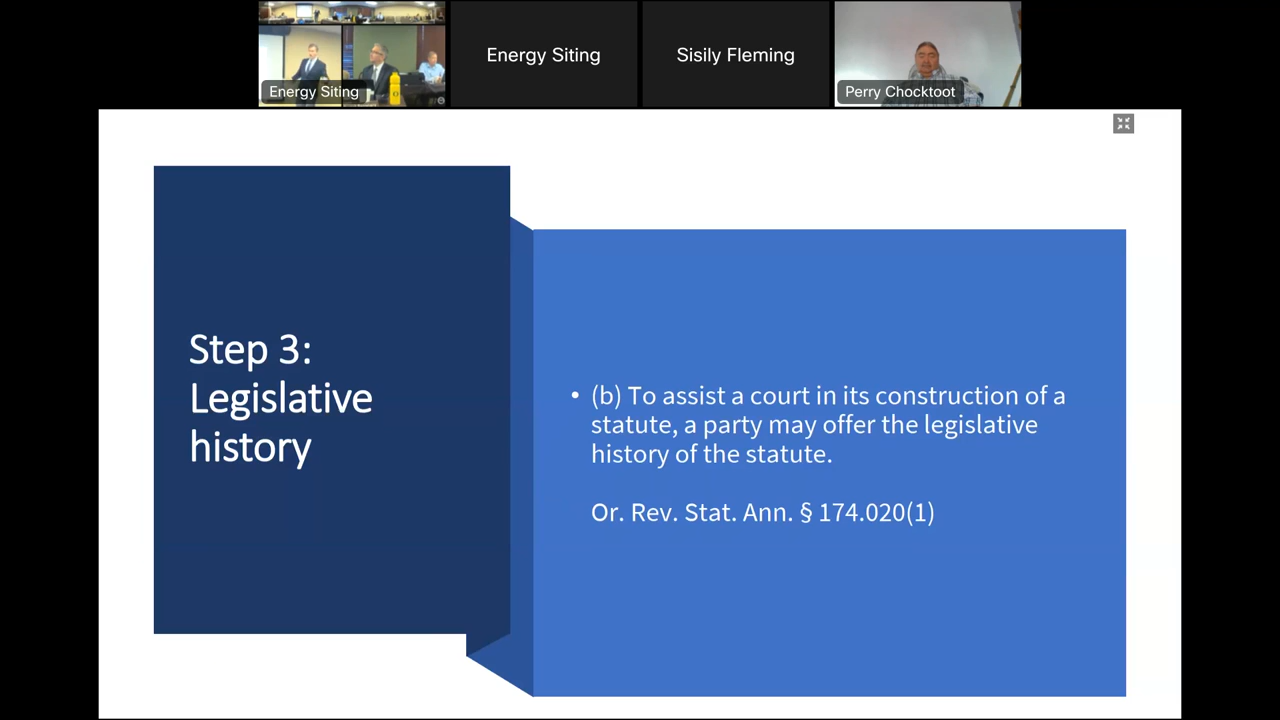 Energy Siting
Energy Siting
Sisily Fleming
Perry Chocktoot
Step 3:
Legislative
history
• (b) To assist a court in its construction of a
statute, a party may offer the legislative
history of the statute.
Or. Rev. Stat. Ann. § 174.020(1)